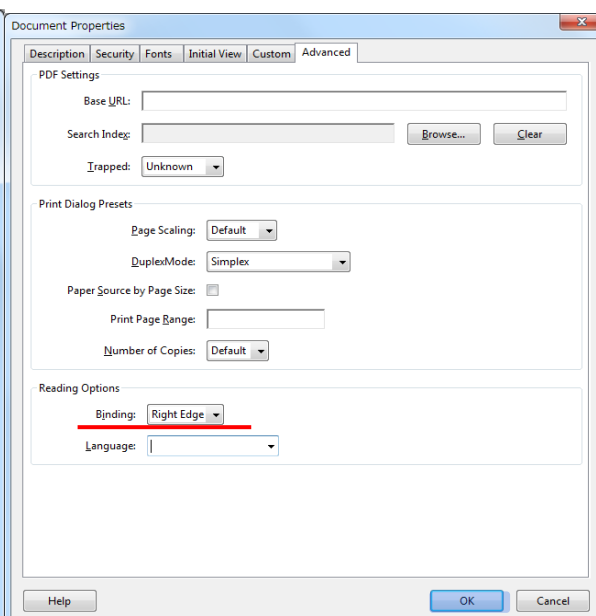 Document Properties
Description Security Fonts Initial View Custom Advanced
PDF Settings
Base URL:
Search Index: Browse... Clear
Trapped: Unknown
Print Dialog Presets
Page Scaling: Default
DuplexMode: Simplex
Paper Source by Page Size:
Print Page Range:
Number of Copies: Default
Reading Options
Binding: Right Edge
Language:
Help OK Cancel